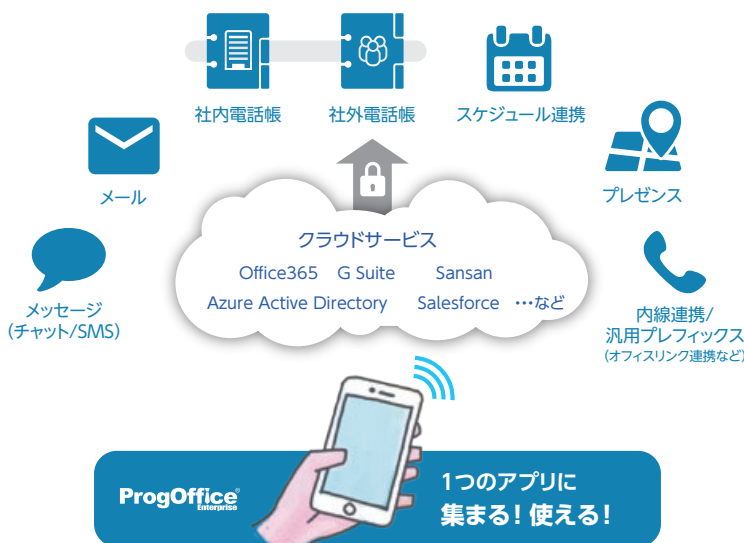 社内電話帳
社外電話帳
スケジュール連携
メール
プレゼンス
クラウドサービス
Office365 G Suite Sansan
Azure Active Directory Salesforce …など
メッセージ
(チャット/SMS)
内線連携/
汎用プレフィックス
(オフィスリンク連携など)
ProgOffice®
Enterprise
1つのアプリに
集まる!使える!